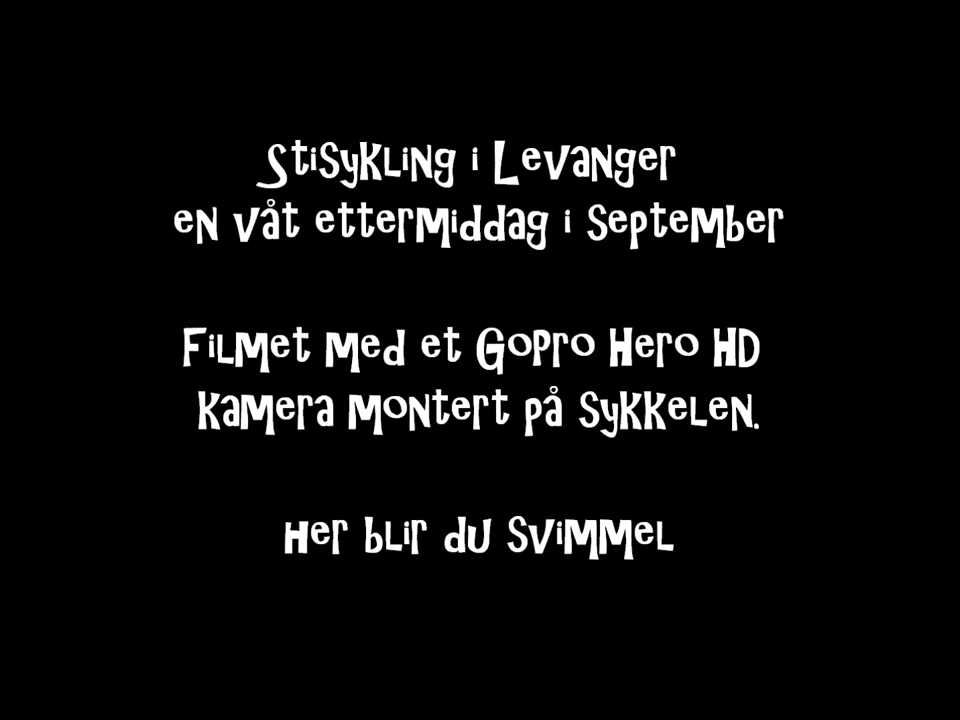 Stisykling i Levanger
en våt ettermiddag i september
Filmet med et Gopro Hero HD
kamera montert på sykkelen.
Her blir du svimmel